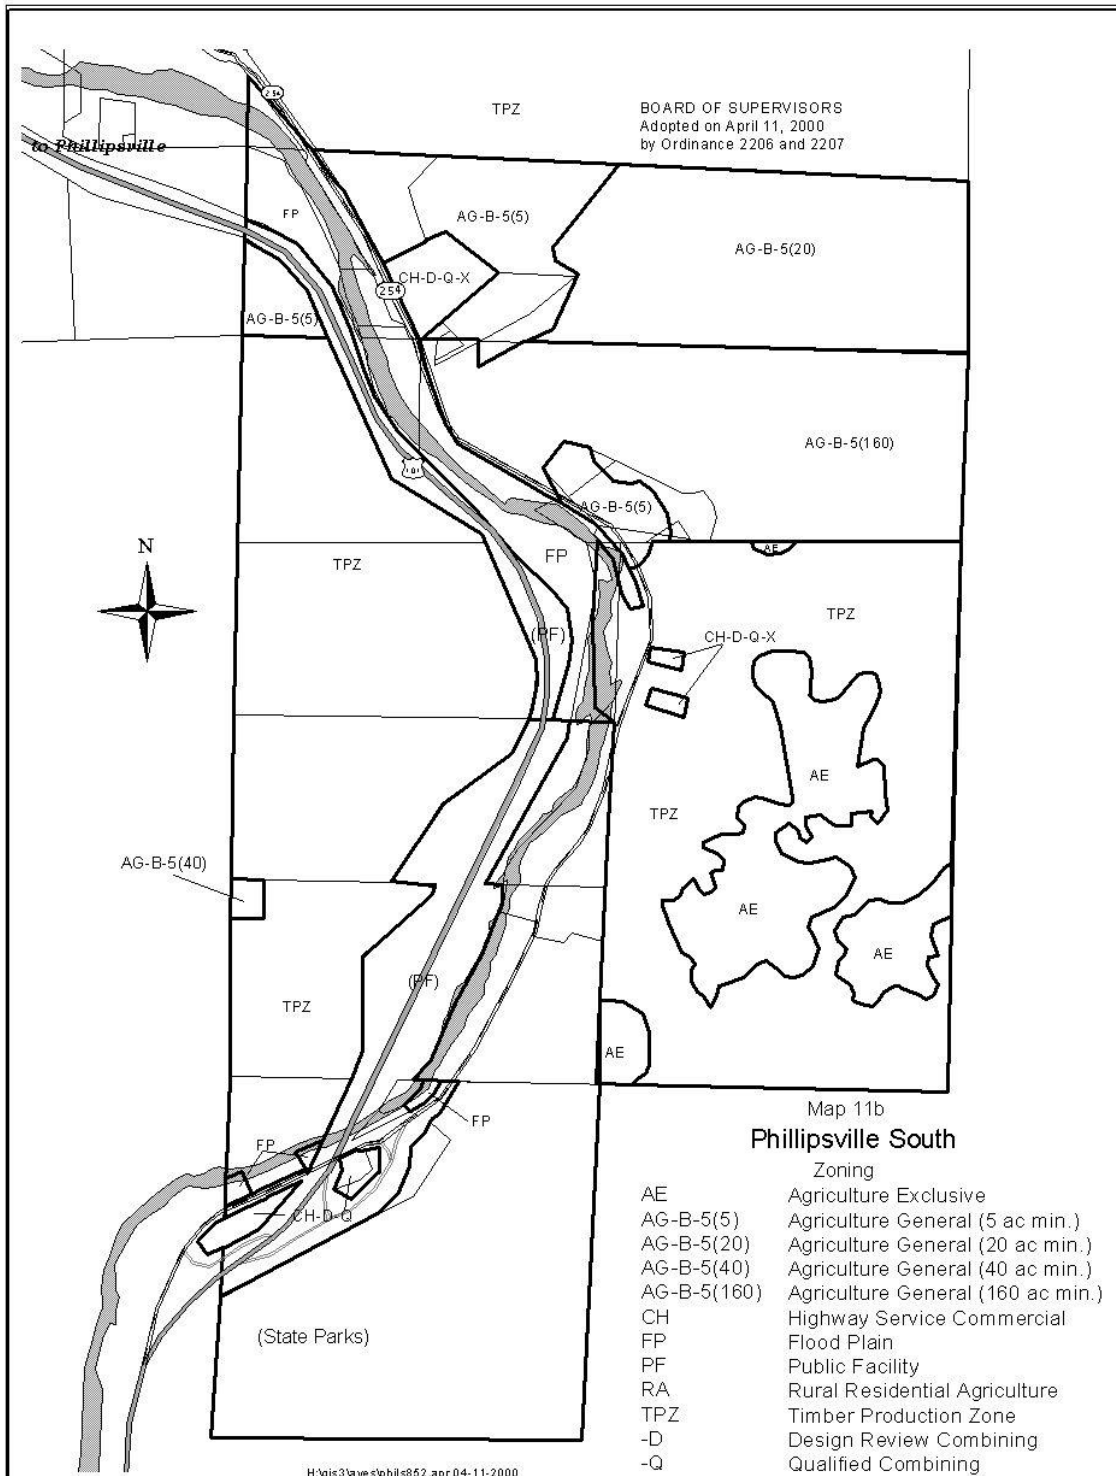 254
TPZ
BOARD OF SUPERVISORS
Adopted on April 11, 2000
by Ordinance 2206 and 2207
to Phillipsville
FP
AG-B-5(5)
AG-B-5(20)
CH-D-Q-X
254
AG-B-5(5)
AG-B-5(160)
101
AG-B-5(5)
N
TPZ
FP
AE
TPZ
(PF)
CH-D-Q-X
AE
TPZ
AG-B-5(40)
AE
AE
(PF)
TPZ
AE
FP
FP
CH-D-Q
(State Parks)
Map 11b
Phillipsville South
Zoning
AE Agriculture Exclusive
AG-B-5(5) Agriculture General (5 ac min.)
AG-B-5(20) Agriculture General (20 ac min.)
AG-B-5(40) Agriculture General (40 ac min.)
AG-B-5(160) Agriculture General (160 ac min.)
CH Highway Service Commercial
FP Flood Plain
PF Public Facility
RA Rural Residential Agriculture
TPZ Timber Production Zone
-D Design Review Combining
-Q Qualified Combining
04-11-2000